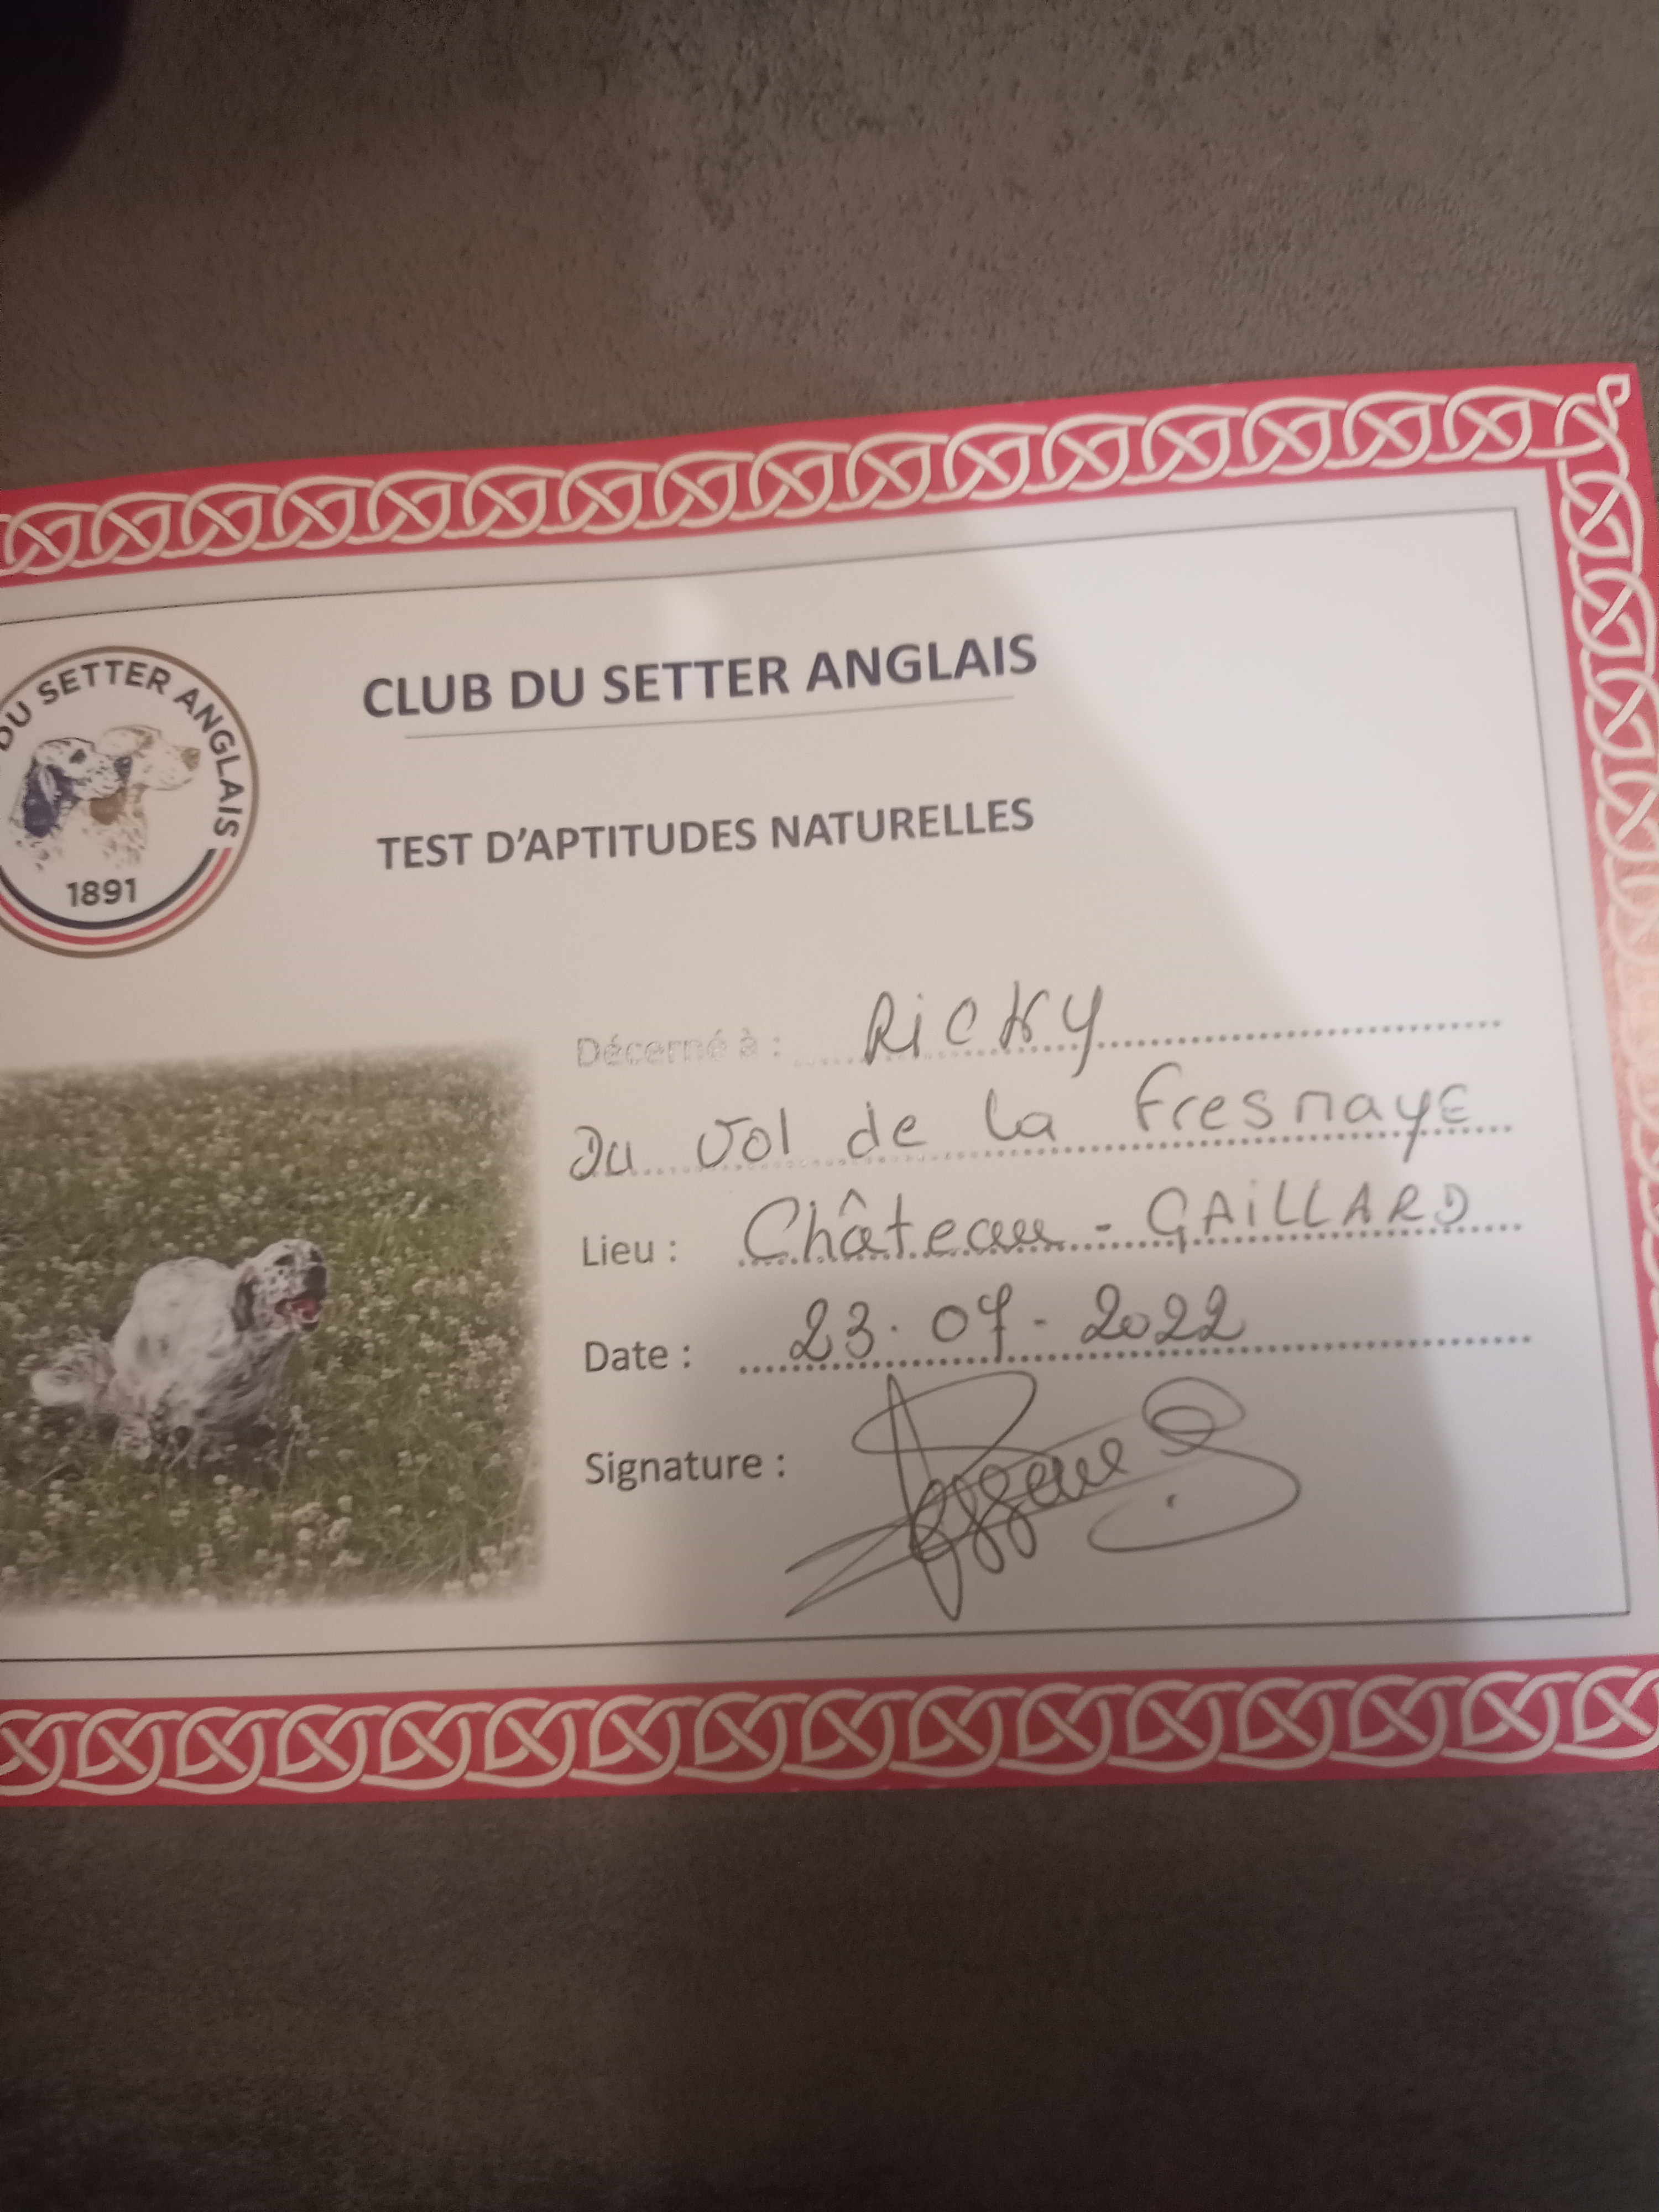 DU SETTER ANGLAIS
1891
CLUB DU SETTER ANGLAIS
TEST D'APTITUDES NATURELLES
Décerné à : RICKY
Du Vol de la FresnayE
Lieu : Château - GAILLARD
Date : 23.07-2022
Signature :